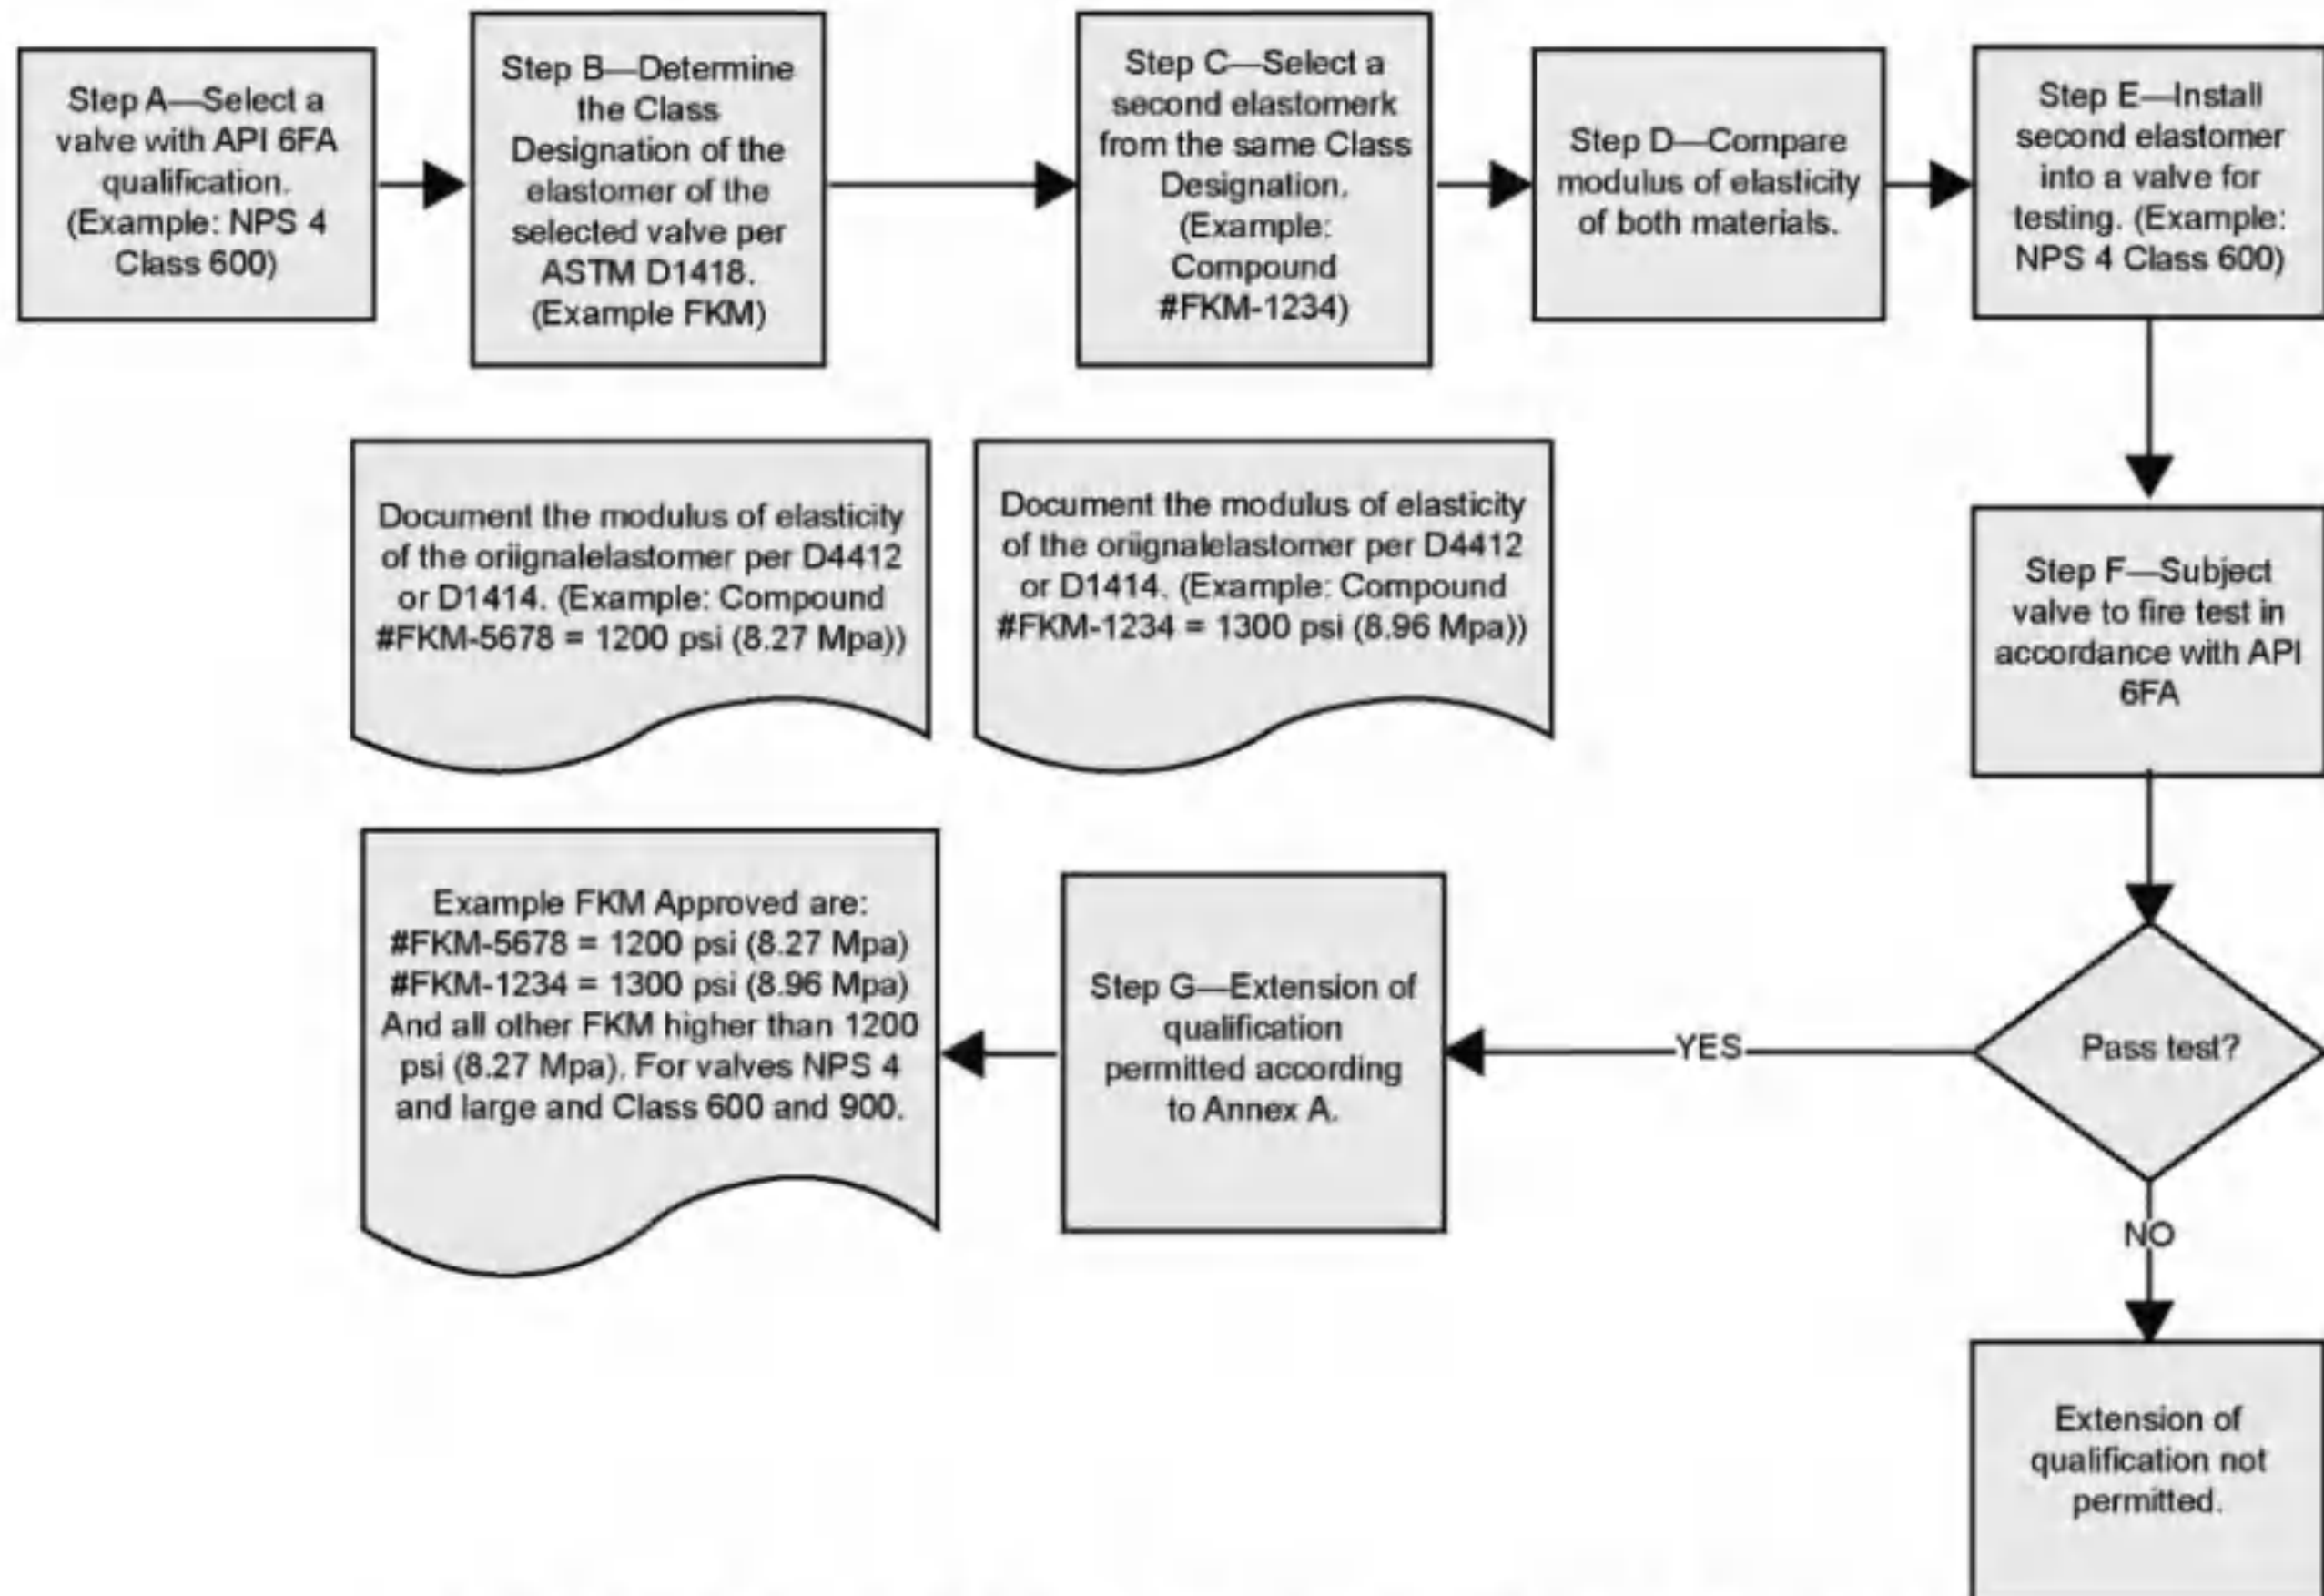 Step A—Select a
valve with API 6FA
qualification.
(Example: NPS 4
Class 600)
Step B—Determine
the Class
Designation of the
elastomer of the
selected valve per
ASTM D1418.
(Example FKM)
Step C—Select a
second elastomerk
from the same Class
Designation.
(Example:
Compound
#FKM-1234)
Step D—Compare
modulus of elasticity
of both materials.
Step E—Install
second elastomer
into a valve for
testing. (Example:
NPS 4 Class 600)
Document the modulus of elasticity
of the oriignalelastomer per D4412
or D1414. (Example: Compound
#FKM-5678 = 1200 psi (8.27 Mpa))
Document the modulus of elasticity
of the oriignalelastomer per D4412
or D1414. (Example: Compound
#FKM-1234 = 1300 psi (8.96 Mpa))
Step F—Subject
valve to fire test in
accordance with API
6FA
Example FKM Approved are:
#FKM-5678 = 1200 psi (8.27 Mpa)
#FKM-1234 = 1300 psi (8.96 Mpa)
And all other FKM higher than 1200
psi (8.27 Mpa). For valves NPS 4
and large and Class 600 and 900.
Step G—Extension of
qualification
permitted according
to Annex A.
YES
Pass test?
NO
Extension of
qualification not
permitted.